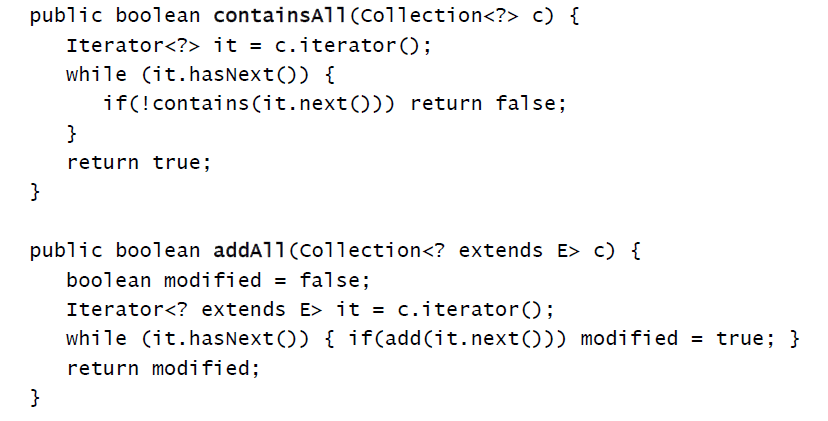 public boolean containsAll(Collection<?> c) {
   Iterator<?> it = c.iterator();
   while (it.hasNext()) {
      if(!contains(it.next())) return false;
   }
   return true;
}

public boolean addAll(Collection<? extends E> c) {
   boolean modified = false;
   Iterator<? extends E> it = c.iterator();
   while (it.hasNext()) { if(add(it.next())) modified = true; }
   return modified;
}